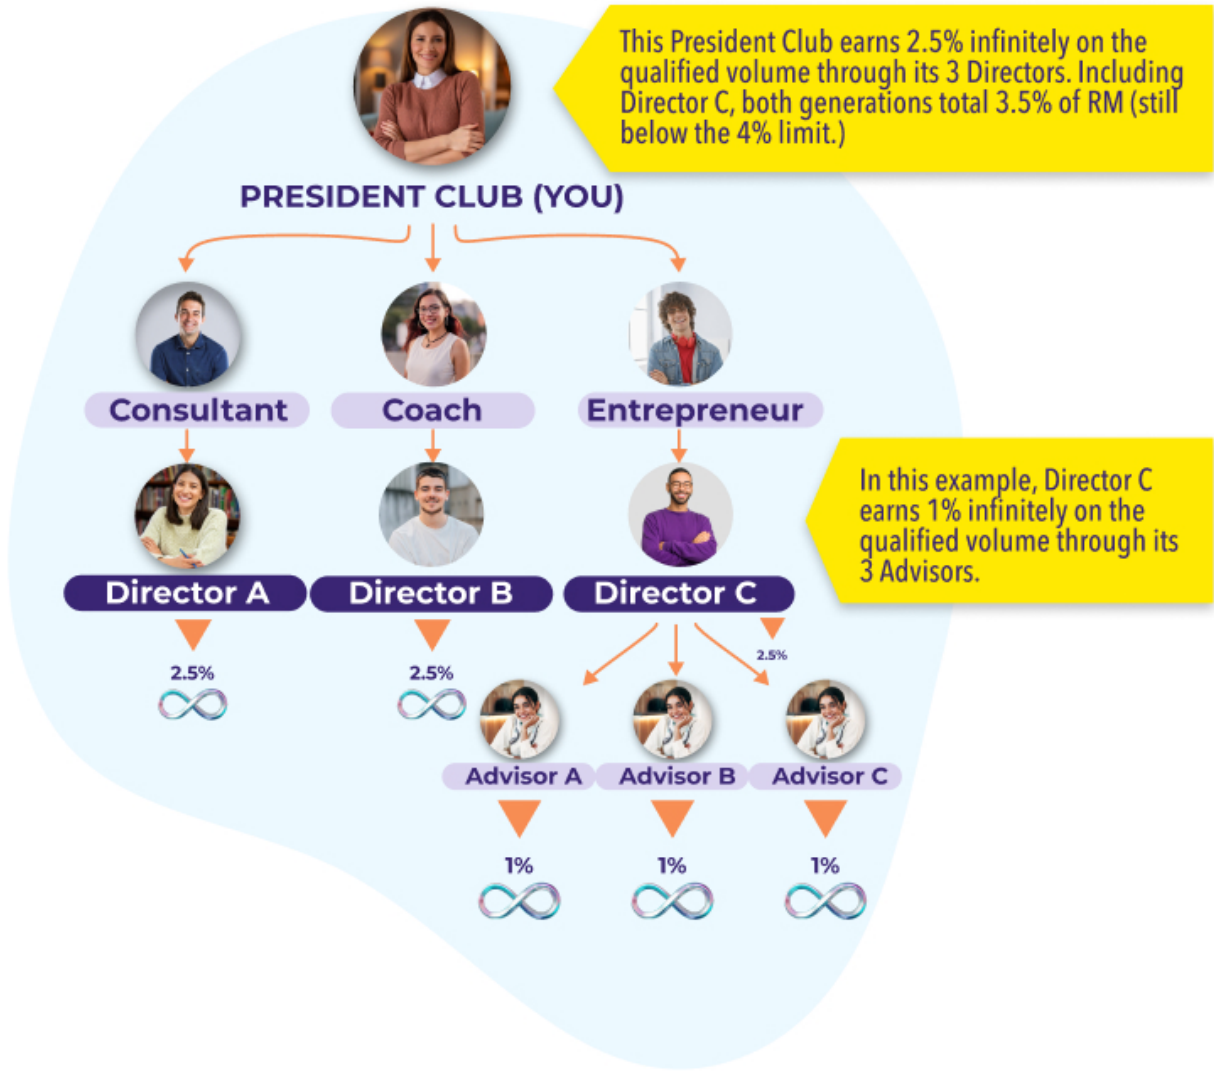 This President Club earns 2.5% infinitely on the
qualified volume through its 3 Directors. Including
Director C, both generations total 3.5% of RM (still
below the 4% limit.)
PRESIDENT CLUB (YOU)
Consultant
Coach
Entrepreneur
In this example, Director C
earns 1% infinitely on the
qualified volume through its
3 Advisors.
Director A
Director B
Director C
2.5%
2.5%
2.5%
Advisor A
Advisor B
Advisor C
1%
1%
1%